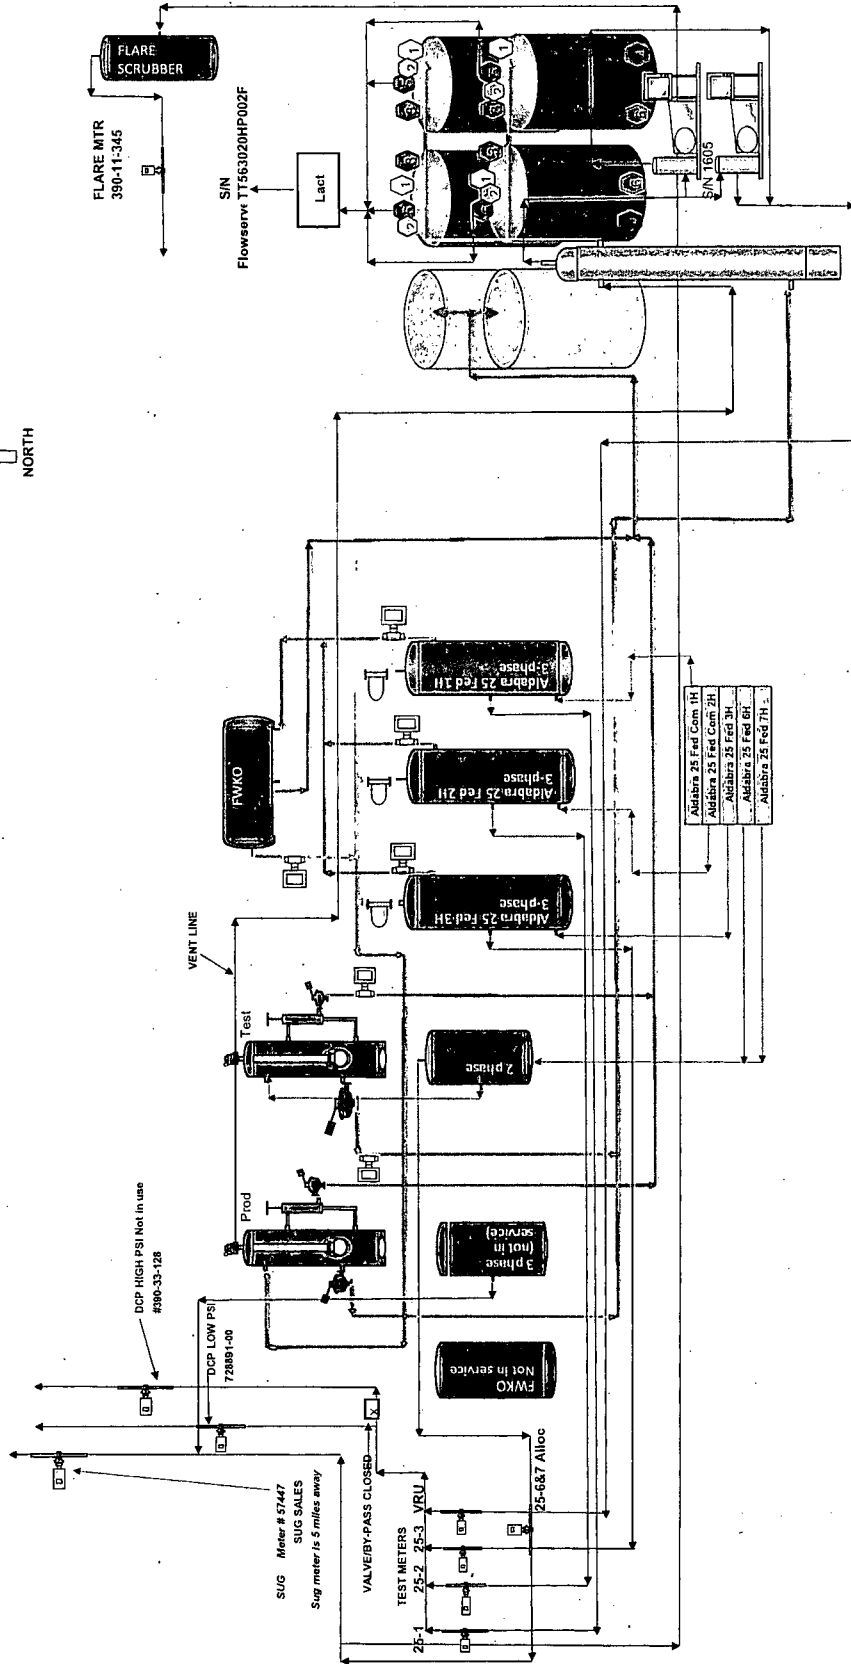 FLARE
SCRUBBER
FLARE MTR
390-11-345
S/N
Flowserve TT563020HP002F
Lact
S/N 1605
NORTH
FWKO
VENT LINE
Test
Prod
Aldabra 25 Fed 1H
3-phase
Aldabra 25 Fed 2H
3-phase
Aldabra 25 Fed 3H
3-phase
2 phase
3 phase
(not in
service)
FWKO
Not in service
Aldabra 25 Fed Com 1H
Aldabra 25 Fed Com 2H
Aldabra 25 Fed 3H
Aldabra 25 Fed 6H
Aldabra 25 Fed 7H
DCP HIGH PSI Not in use
#390-33-128
DCP LOW PSI
728891-00
SUG Meter # 57447
SUG SALES
Sug meter is 5 miles away
VALVE/BY-PASS CLOSED
X
TEST METERS
25-1 25-2 25-3 VRU
25-6&7 Alloc